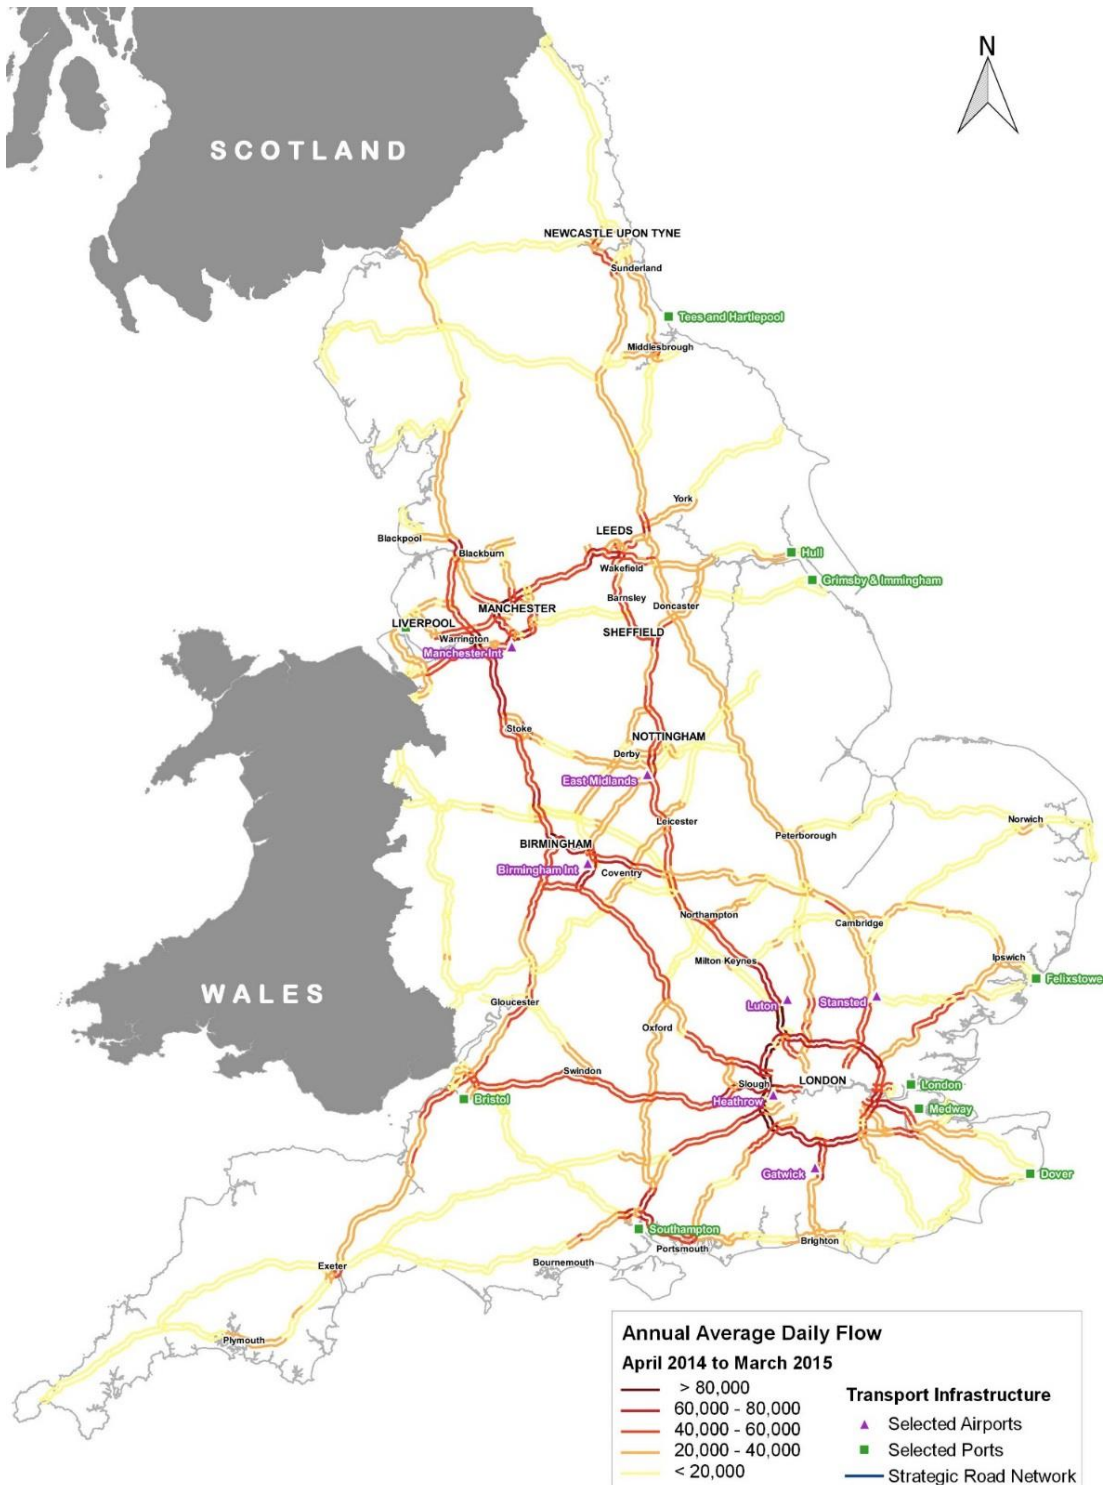 N
SCOTLAND
NEWCASTLE UPON TYNE
Sunderland
Tees and Hartlepool
Middlesbrough
York
LEEDS
Blackpool
Blackburn
Hull
Wakefield
Grimsby & Immingham
Barnsley
MANCHESTER
Doncaster
LIVERPOOL
SHEFFIELD
Warrington
Manchester Int
Stoke
NOTTINGHAM
Derby
East Midlands
Leicester
Norwich
Peterborough
BIRMINGHAM
Birmingham Int
Coventry
Northampton
Cambridge
Milton Keynes
Ipswich
Felixstowe
WALES
Gloucester
Luton
Stansted
Oxford
Swindon
Slough
LONDON
London
Heathrow
Bristol
Medway
Gatwick
Dover
Southampton
Portsmouth
Brighton
Bournemouth
Exeter
Plymouth
Annual Average Daily Flow
April 2014 to March 2015
> 80,000
60,000 - 80,000
40,000 - 60,000
20,000 - 40,000
< 20,000
Transport Infrastructure
Selected Airports
Selected Ports
Strategic Road Network